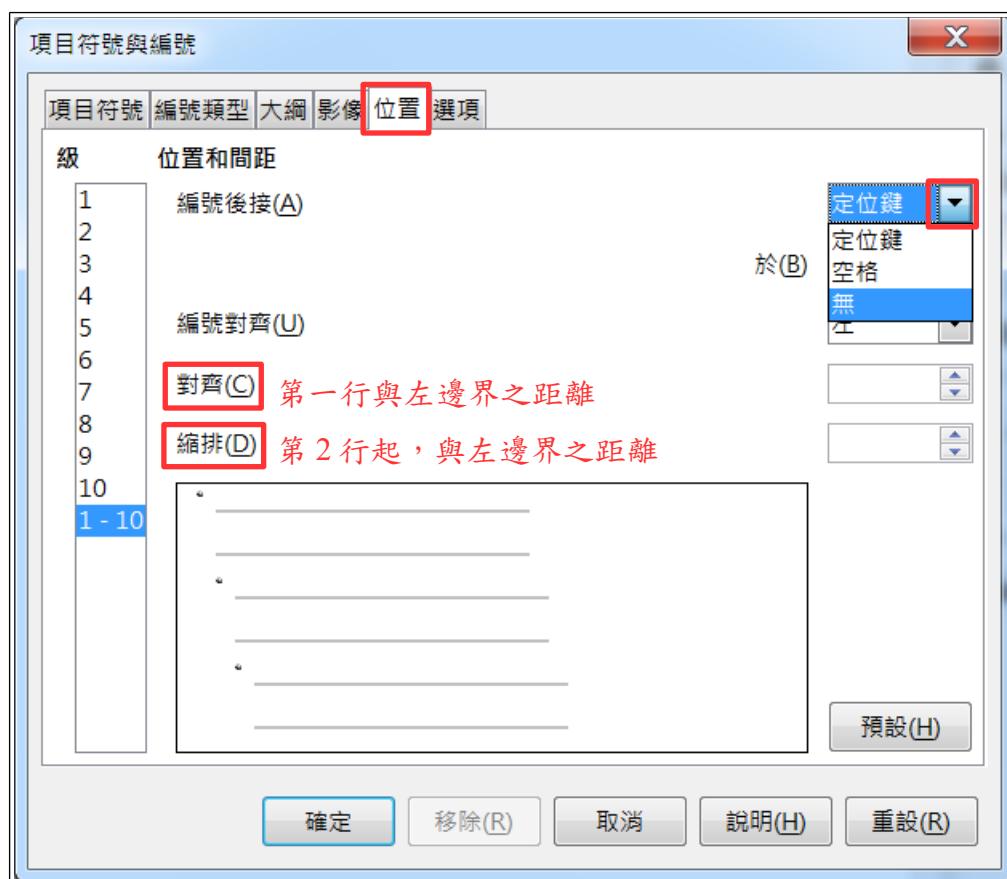 項目符號與編號
項目符號 編號類型 大綱 影像 位置 選項
級 位置和間距
1
2
3
4
5
6
7
8
9
10
1 - 10
編號後接(A)
定位鍵
定位鍵
空格
無
於(B)
編號對齊(U)
左
對齊(C) 第一行與左邊界之距離
縮排(D) 第2行起,與左邊界之距離
預設(H)
確定 移除(R) 取消 說明(H) 重設(R)